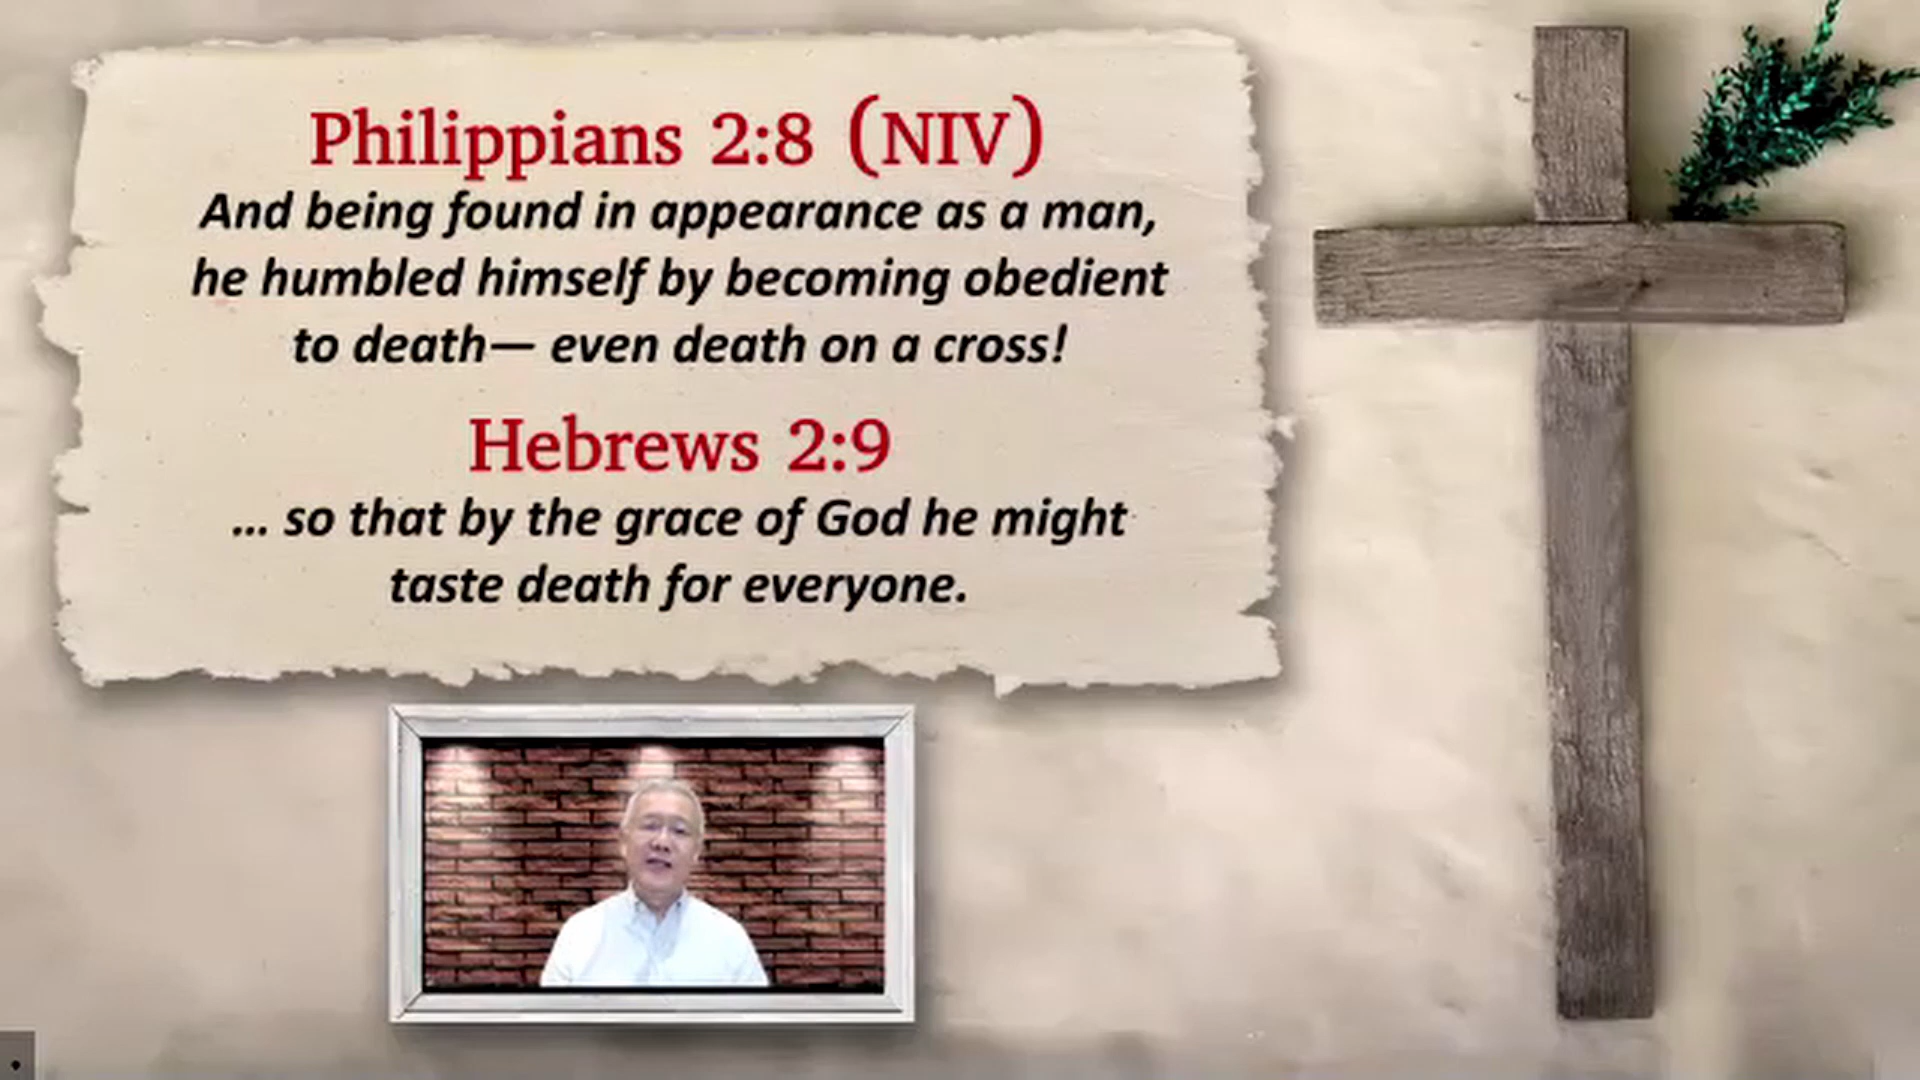 Philippians 2:8 (NIV)
And being found in appearance as a man,
he humbled himself by becoming obedient
to death— even death on a cross!
Hebrews 2:9
... so that by the grace of God he might
taste death for everyone.